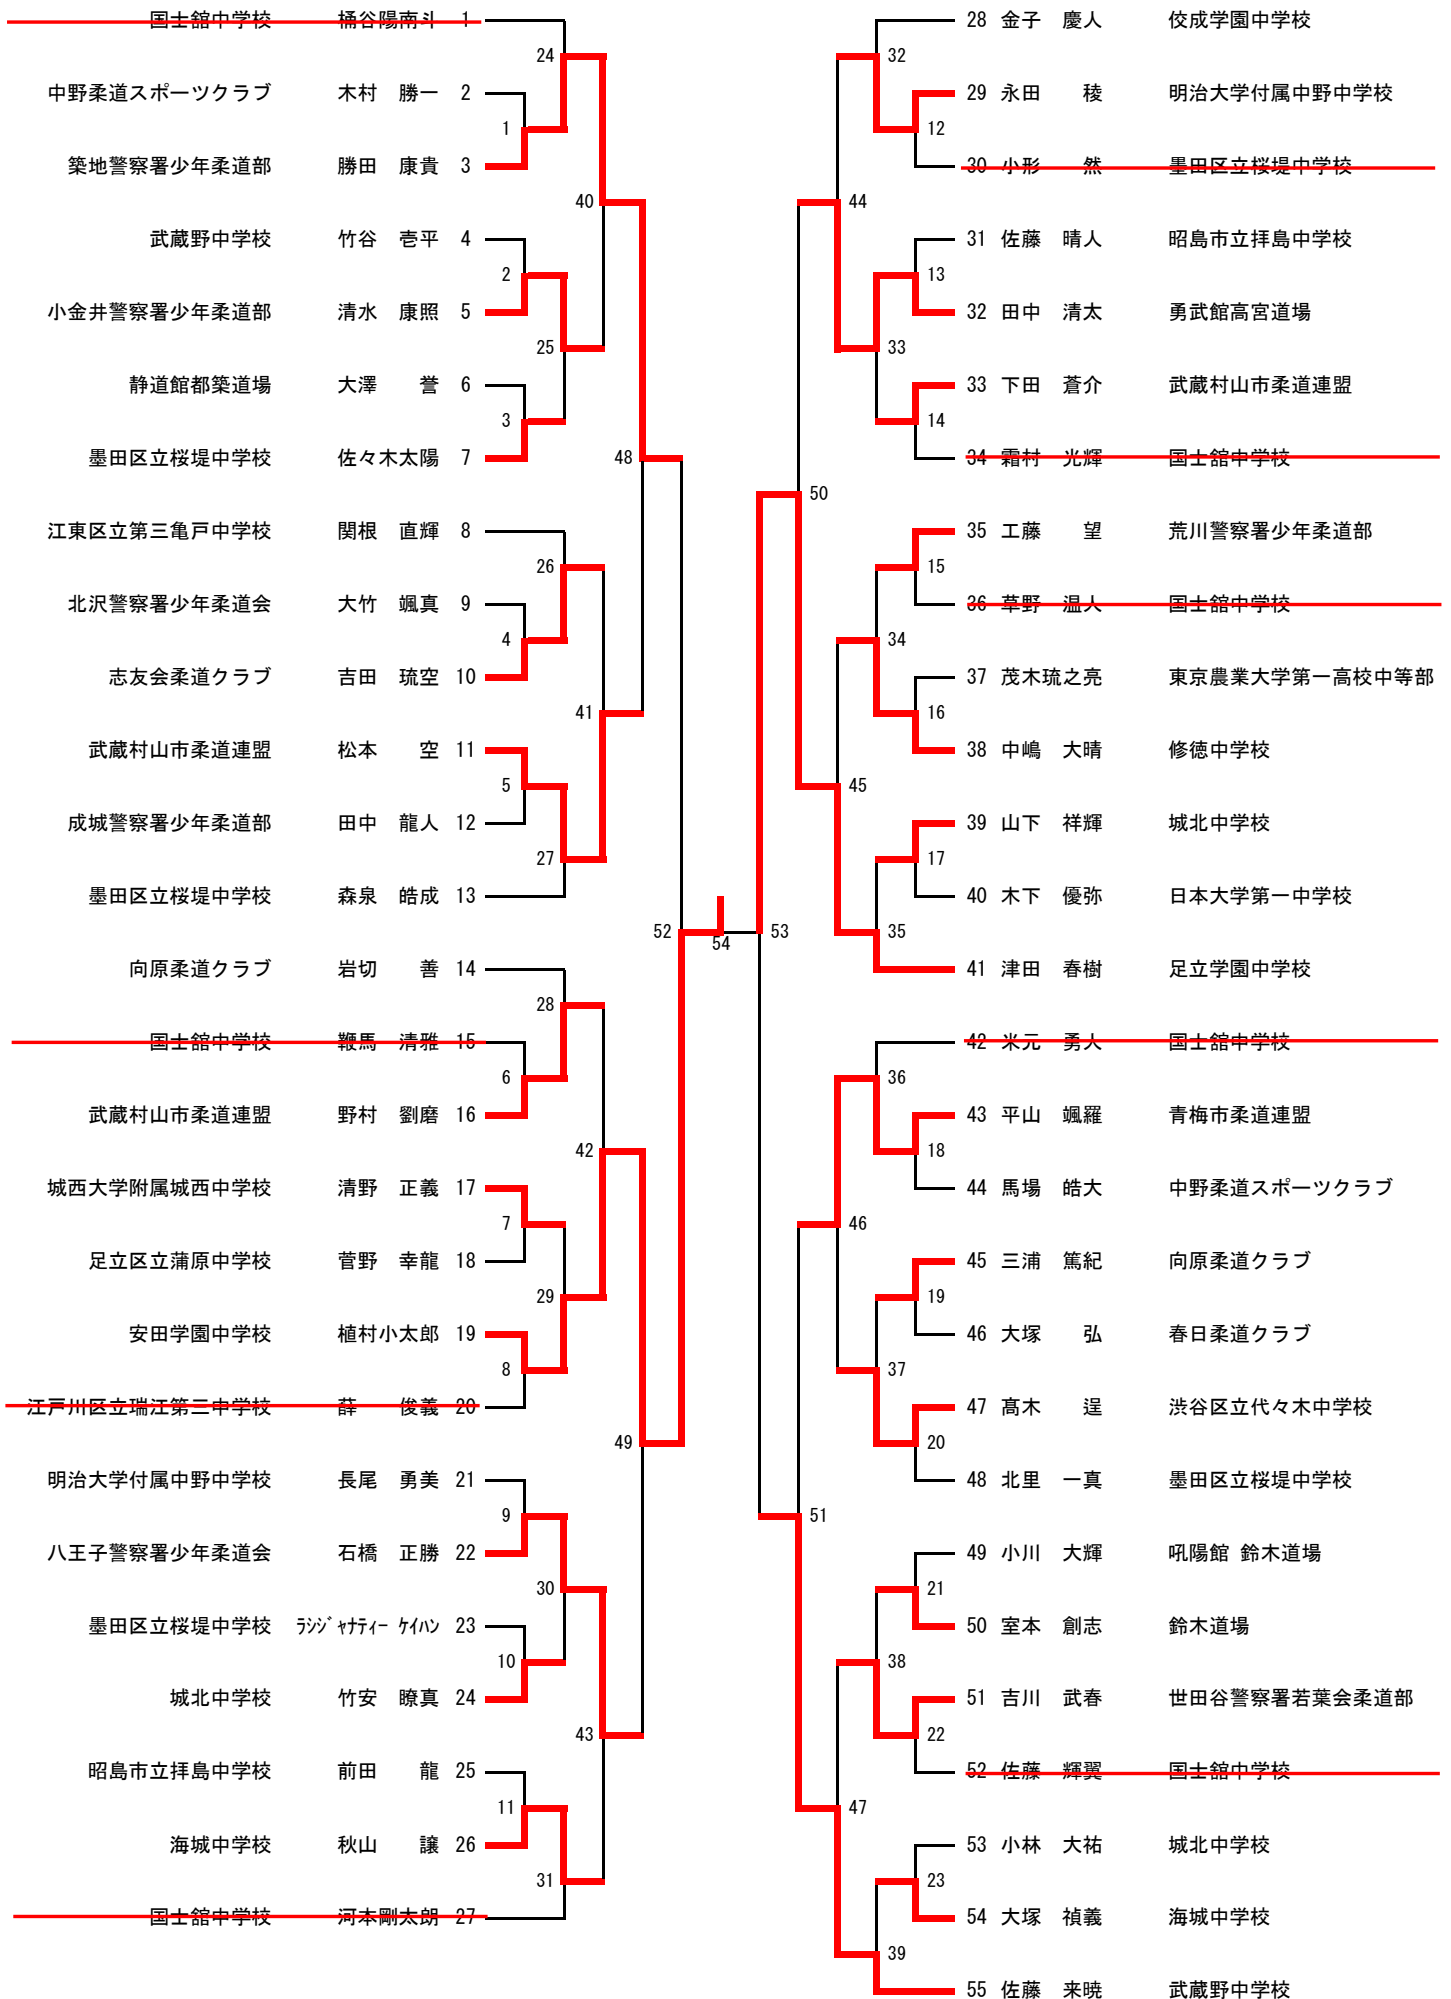 国士舘中学校 桶谷陽南斗 1
24
中野柔道スポーツクラブ 木村 勝一 2
1
築地警察署少年柔道部 勝田 康貴 3
40
武蔵野中学校 竹谷 壱平 4
2
小金井警察署少年柔道部 清水 康照 5
25
静道館都築道場 大澤 誉 6
3
墨田区立桜堤中学校 佐々木太陽 7
48
江東区立第三亀戸中学校 関根 直輝 8
26
北沢警察署少年柔道会 大竹 颯真 9
4
志友会柔道クラブ 吉田 琉空 10
41
武蔵村山市柔道連盟 松本 空 11
5
成城警察署少年柔道部 田中 龍人 12
27
墨田区立桜堤中学校 森泉 皓成 13
52
54
53
向原柔道クラブ 岩切 善 14
28
国士舘中学校 鞭馬 清雅 15
6
武蔵村山市柔道連盟 野村 劉磨 16
42
城西大学附属城西中学校 清野 正義 17
7
足立区立蒲原中学校 菅野 幸龍 18
29
安田学園中学校 植村小太郎 19
8
江戸川区立瑞江第三中学校 薛 俊義 20
49
明治大学付属中野中学校 長尾 勇美 21
9
八王子警察署少年柔道会 石橋 正勝 22
30
墨田区立桜堤中学校 ラジジャナティー ケイハン 23
10
城北中学校 竹安 瞭真 24
43
昭島市立拝島中学校 前田 龍 25
11
海城中学校 秋山 譲 26
31
国士舘中学校 河本剛太朗 27
28 金子 慶人 佼成学園中学校
32
29 永田 稜 明治大学付属中野中学校
12
30 小形 然 墨田区立桜堤中学校
44
31 佐藤 晴人 昭島市立拝島中学校
13
32 田中 清太 勇武館高宮道場
33
33 下田 蒼介 武蔵村山市柔道連盟
14
34 霜村 光輝 国士舘中学校
50
35 工藤 望 荒川警察署少年柔道部
15
36 草野 温人 国士舘中学校
34
37 茂木琉之亮 東京農業大学第一高校中等部
16
38 中嶋 大晴 修徳中学校
45
39 山下 祥輝 城北中学校
17
40 木下 優弥 日本大学第一中学校
35
41 津田 春樹 足立学園中学校
42 米元 勇人 国士舘中学校
36
43 平山 颯羅 青梅市柔道連盟
18
44 馬場 皓大 中野柔道スポーツクラブ
46
45 三浦 篤紀 向原柔道クラブ
19
46 大塚 弘 春日柔道クラブ
37
47 髙木 逞 渋谷区立代々木中学校
20
48 北里 一真 墨田区立桜堤中学校
51
49 小川 大輝 吼陽館 鈴木道場
21
50 室本 創志 鈴木道場
38
51 吉川 武春 世田谷警察署若葉会柔道部
22
52 佐藤 輝翼 国士舘中学校
47
53 小林 大祐 城北中学校
23
54 大塚 禎義 海城中学校
39
55 佐藤 来暁 武蔵野中学校